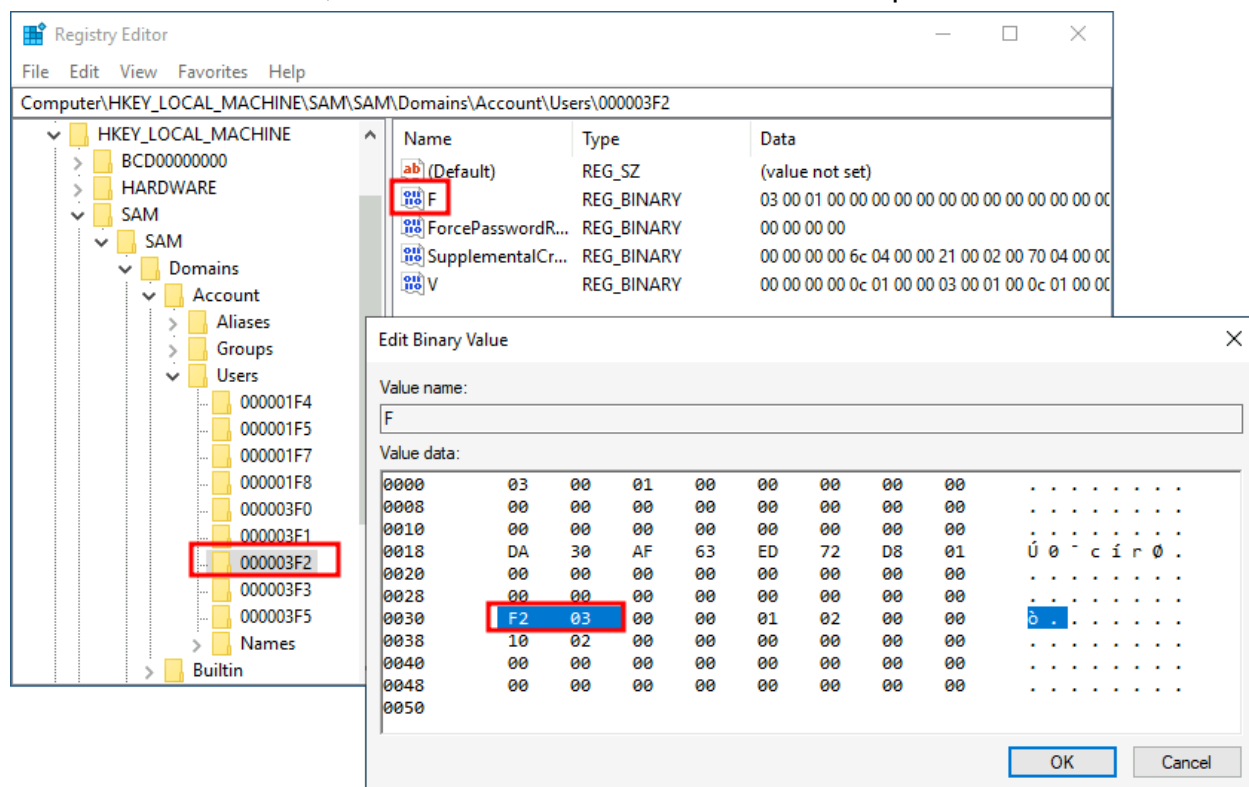 Registry Editor
File Edit View Favorites Help
Computer\HKEY_LOCAL_MACHINE\SAM\SAM\Domains\Account\Users\000003F2
HKEY_LOCAL_MACHINE
BCD00000000
HARDWARE
SAM
SAM
Domains
Account
Aliases
Groups
Users
000001F4
000001F5
000001F7
000001F8
000003F0
000003F1
000003F2
000003F3
000003F5
Names
Builtin
Name Type Data
(Default) REG_SZ (value not set)
F REG_BINARY 03 00 01 00 00 00 00 00 00 00 00 00 00 00 00 00
ForcePasswordR... REG_BINARY 00 00 00 00
SupplementalCr... REG_BINARY 00 00 00 00 6c 04 00 00 21 00 02 00 70 04 00 00
V REG_BINARY 00 00 00 00 0c 01 00 00 03 00 01 00 0c 01 00 00
Edit Binary Value
Value name:
F
Value data:
0000 03 00 01 00 00 00 00 00 . . . . . . . .
0008 00 00 00 00 00 00 00 00 . . . . . . . .
0010 00 00 00 00 00 00 00 00 . . . . . . . .
0018 DA 30 AF 63 ED 72 D8 01 Ú 0 ¯ c í r Ø .
0020 00 00 00 00 00 00 00 00 . . . . . . . .
0028 00 00 00 00 00 00 00 00 . . . . . . . .
0030 F2 03 00 00 01 02 00 00 ò . . . . . . .
0038 10 02 00 00 00 00 00 00 . . . . . . . .
0040 00 00 00 00 00 00 00 00 . . . . . . . .
0048 00 00 00 00 00 00 00 00 . . . . . . . .
0050
OK Cancel